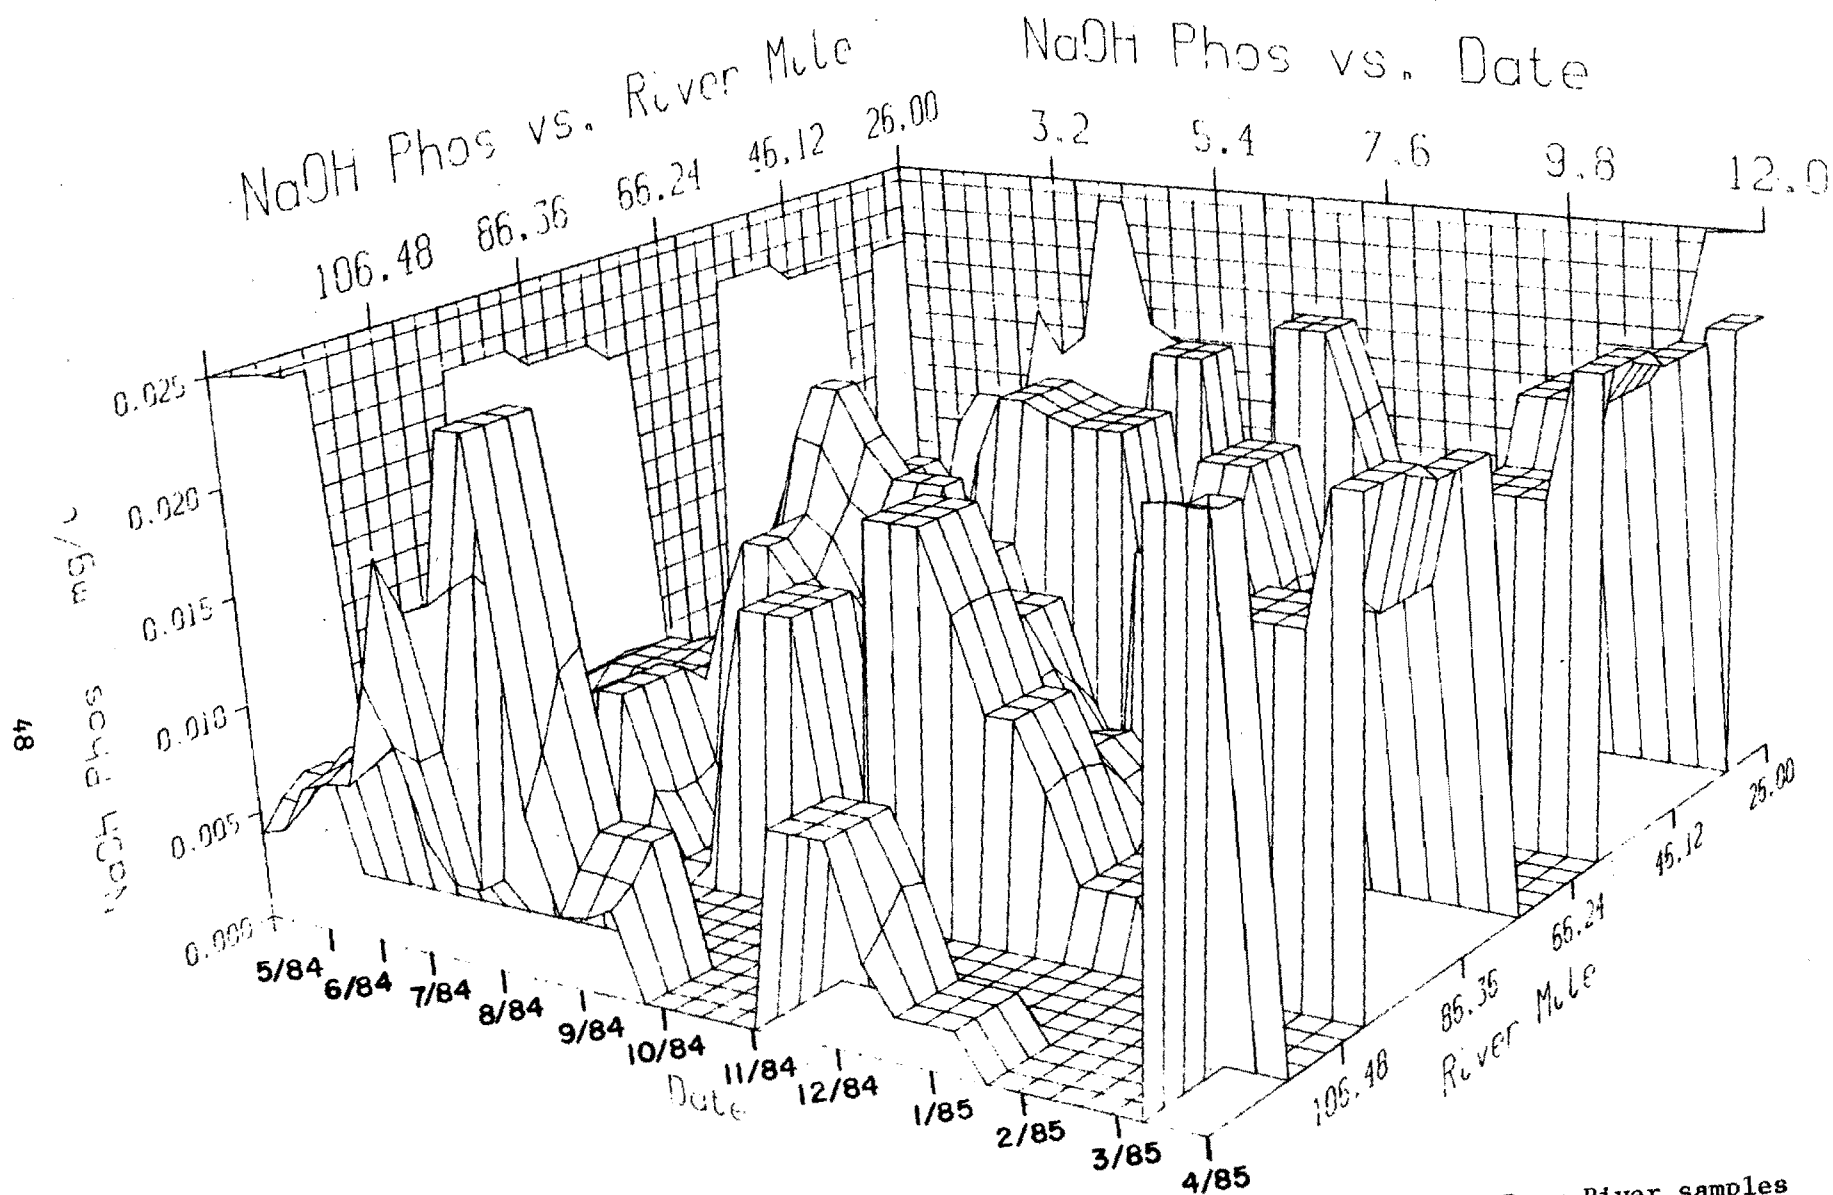 NaOH Phos vs. River Mile
NaOH Phos vs. Date
106.48 86.36 66.24 46.12 26.00
3.2 5.4 7.6 9.8 12.0
0.025
0.020
0.015
0.010
0.005
0.000
NaOH Phos mg/L
48
5/84 6/84 7/84 8/84 9/84 10/84 11/84 12/84 1/85 2/85 3/85 4/85
Date
106.48 86.36 66.24 46.12 26.00
River Mile
River samples